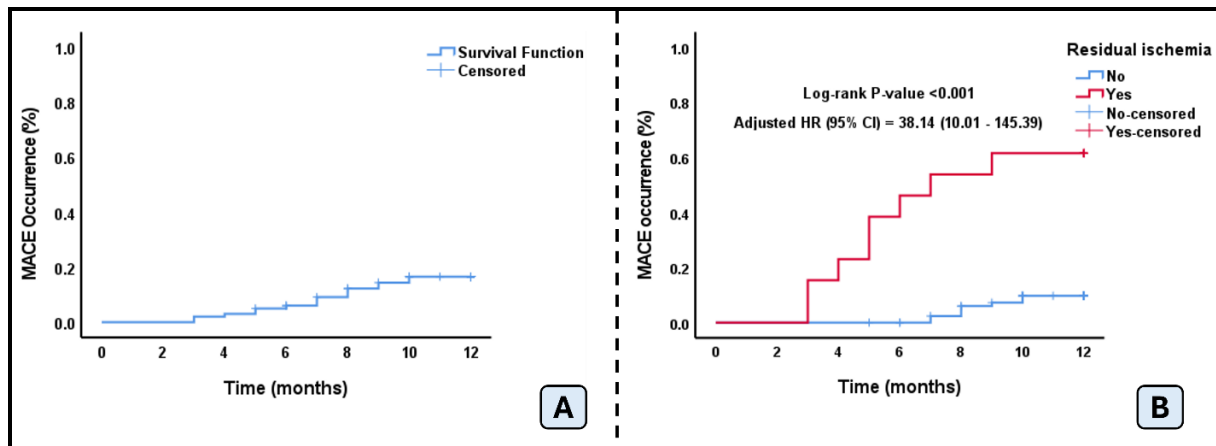 MACE Occurrence (%)
1.0
0.8
0.6
0.4
0.2
0.0
0 2 4 6 8 10 12
Time (months)
Survival Function
Censored
A
MACE occurrence (%)
1.0
0.8
0.6
0.4
0.2
0.0
0 2 4 6 8 10 12
Time (months)
Log-rank P-value <0.001
Adjusted HR (95% CI) = 38.14 (10.01 - 145.39)
Residual ischemia
No
Yes
No-censored
Yes-censored
B